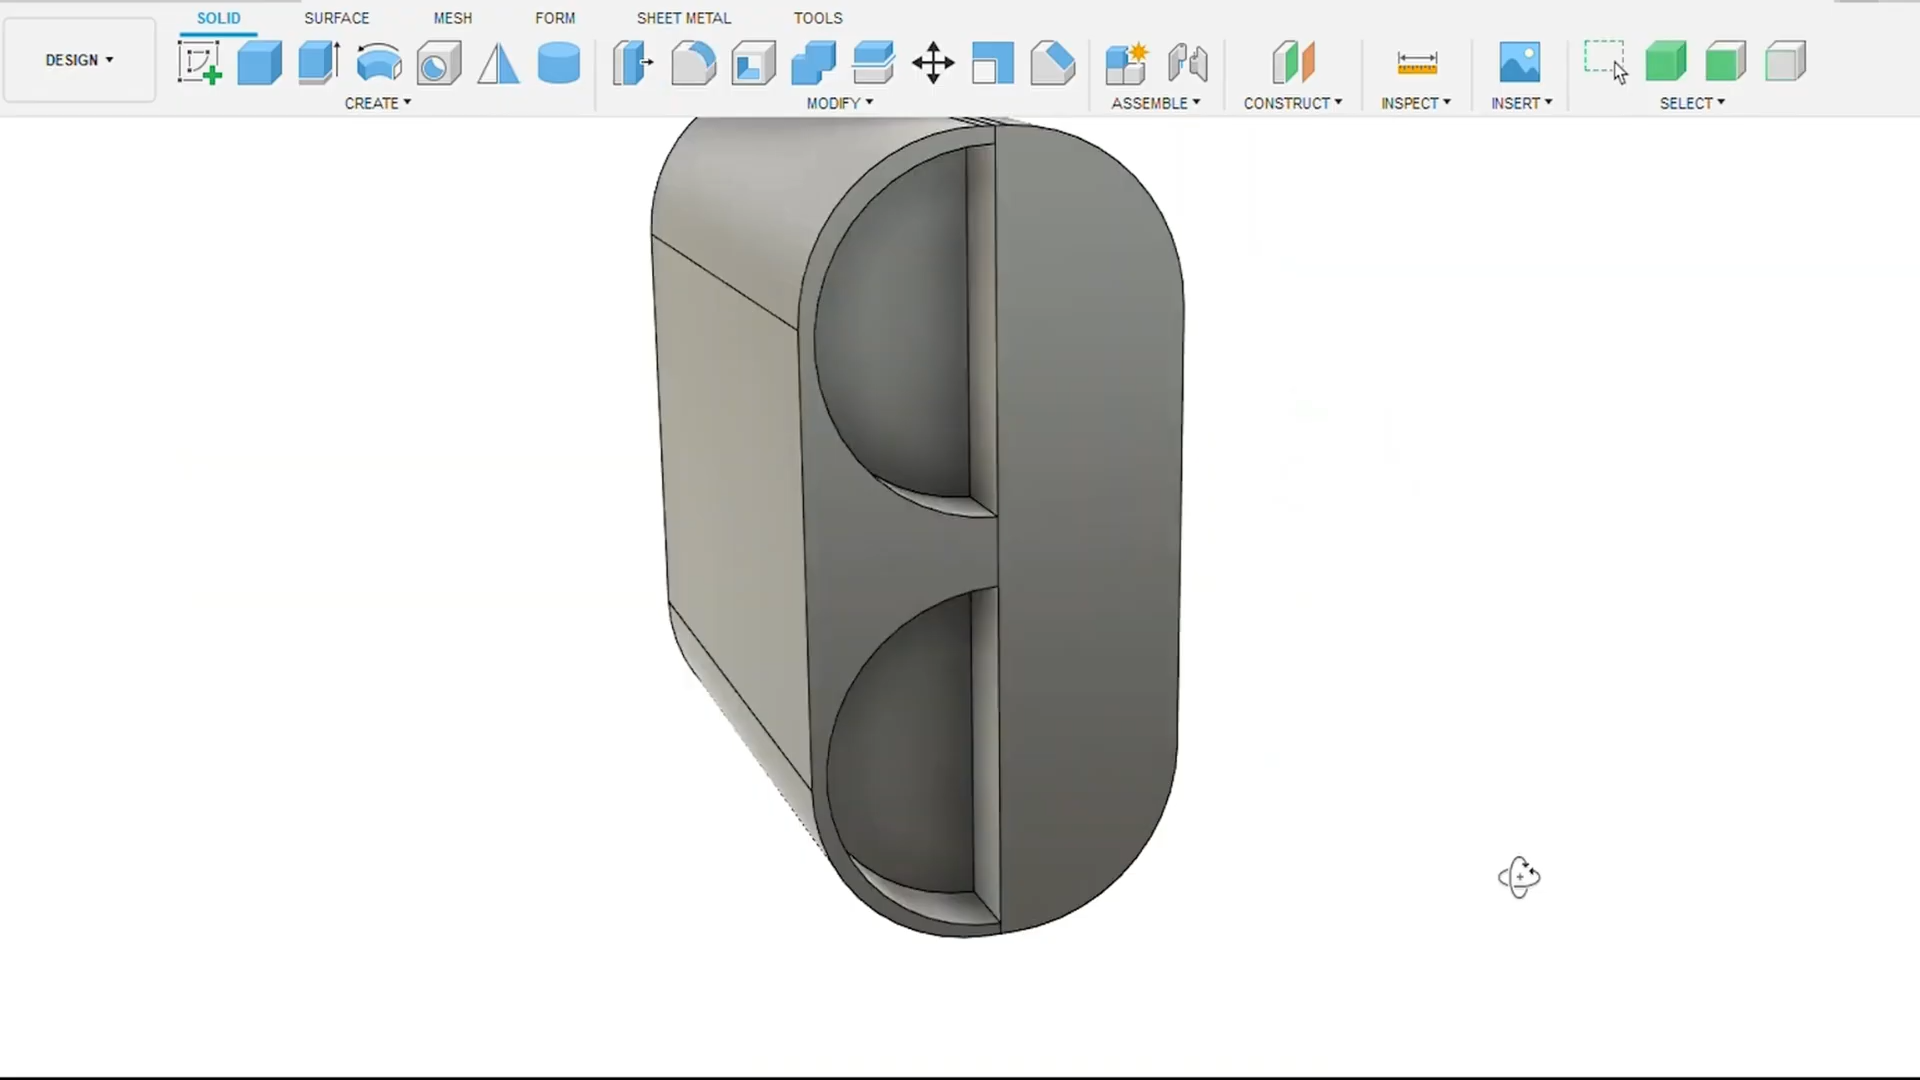 SOLID SURFACE MESH FORM SHEET METAL TOOLS
DESIGN
CREATE MODIFY ASSEMBLE CONSTRUCT INSPECT INSERT SELECT